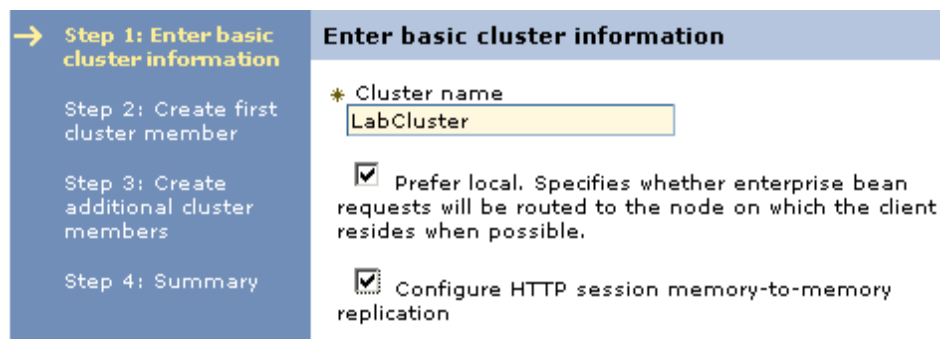 Step 1: Enter basic
cluster information
Step 2: Create first
cluster member
Step 3: Create
additional cluster
members
Step 4: Summary
Enter basic cluster information
* Cluster name
LabCluster
Prefer local. Specifies whether enterprise bean
requests will be routed to the node on which the client
resides when possible.
Configure HTTP session memory-to-memory
replication